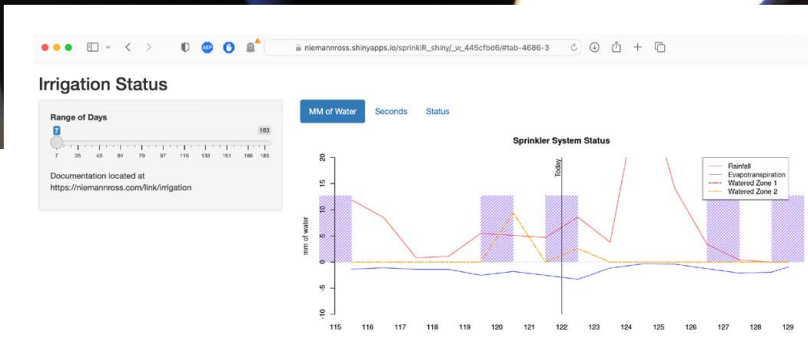 niemannross.shinyapps.io/sprinklR_shiny/_w_445cfbd6/#tab-4686-3
Irrigation Status
Range of Days
7 183
7 25 43 61 79 97 115 133 151 169 183
Documentation located at
https://niemannross.com/link/irrigation
MM of Water Seconds Status
Sprinkler System Status
Today
Rainfall
Evapotranspiration
Watered Zone 1
Watered Zone 2
mm of water
20
15
10
5
0
-5
-10
115 116 117 118 119 120 121 122 123 124 125 126 127 128 129